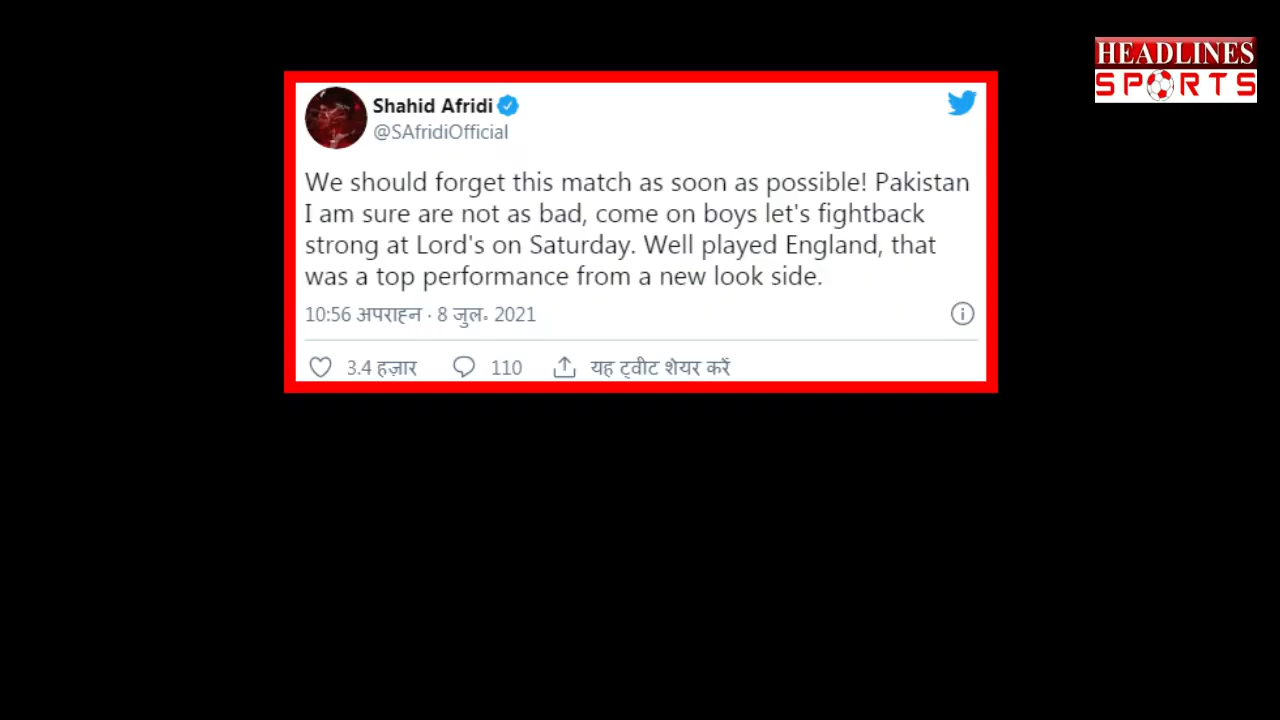 HEADLINES
SPORTS
Shahid Afridi
@SAfridiOfficial
We should forget this match as soon as possible! Pakistan
I am sure are not as bad, come on boys let's fightback
strong at Lord's on Saturday. Well played England, that
was a top performance from a new look side.
10:56 अपराह्न · 8 जुल॰ 2021
3.4 हज़ार 110 यह ट्वीट शेयर करें